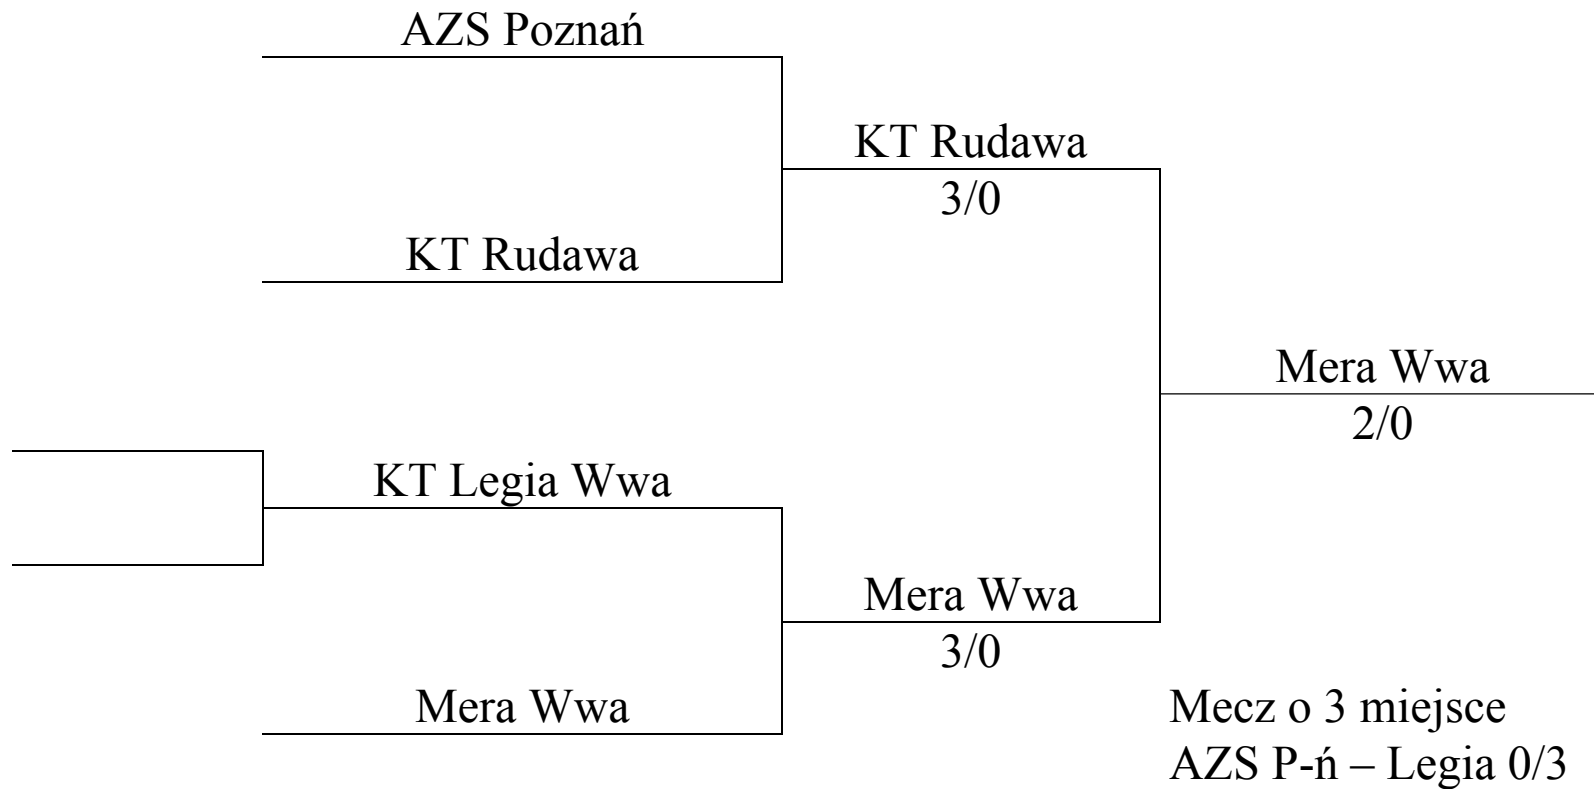 AZS Poznań
KT Rudawa
3/0
KT Rudawa
Mera Wwa
2/0
KT Legia Wwa
Mera Wwa
3/0
Mera Wwa
Mecz o 3 miejsce
AZS P-ń – Legia 0/3